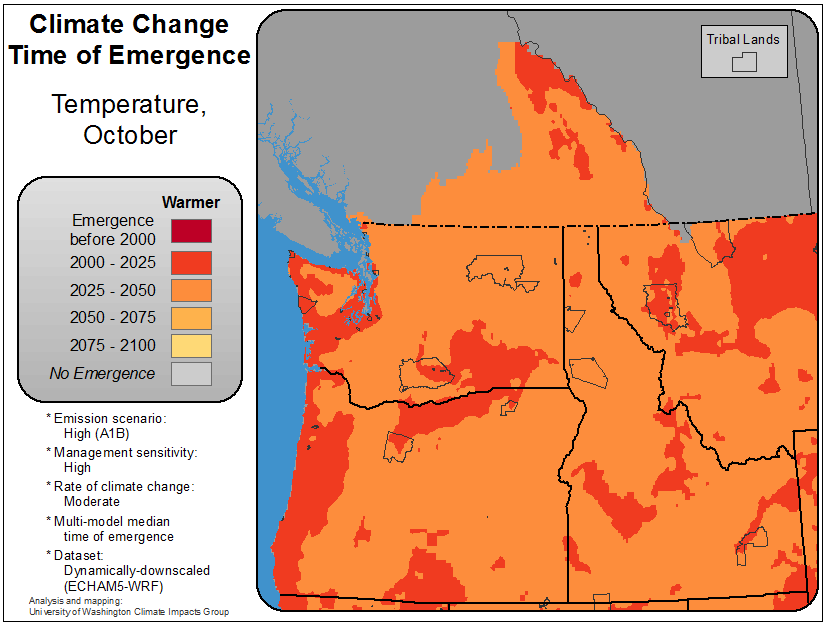 Climate Change
Time of Emergence
Temperature,
October
Warmer
Emergence
before 2000
2000 - 2025
2025 - 2050
2050 - 2075
2075 - 2100
No Emergence
* Emission scenario:
High (A1B)
* Management sensitivity:
High
* Rate of climate change:
Moderate
* Multi-model median
time of emergence
* Dataset:
Dynamically-downscaled
(ECHAM5-WRF)
Analysis and mapping:
University of Washington Climate Impacts Group
Tribal Lands